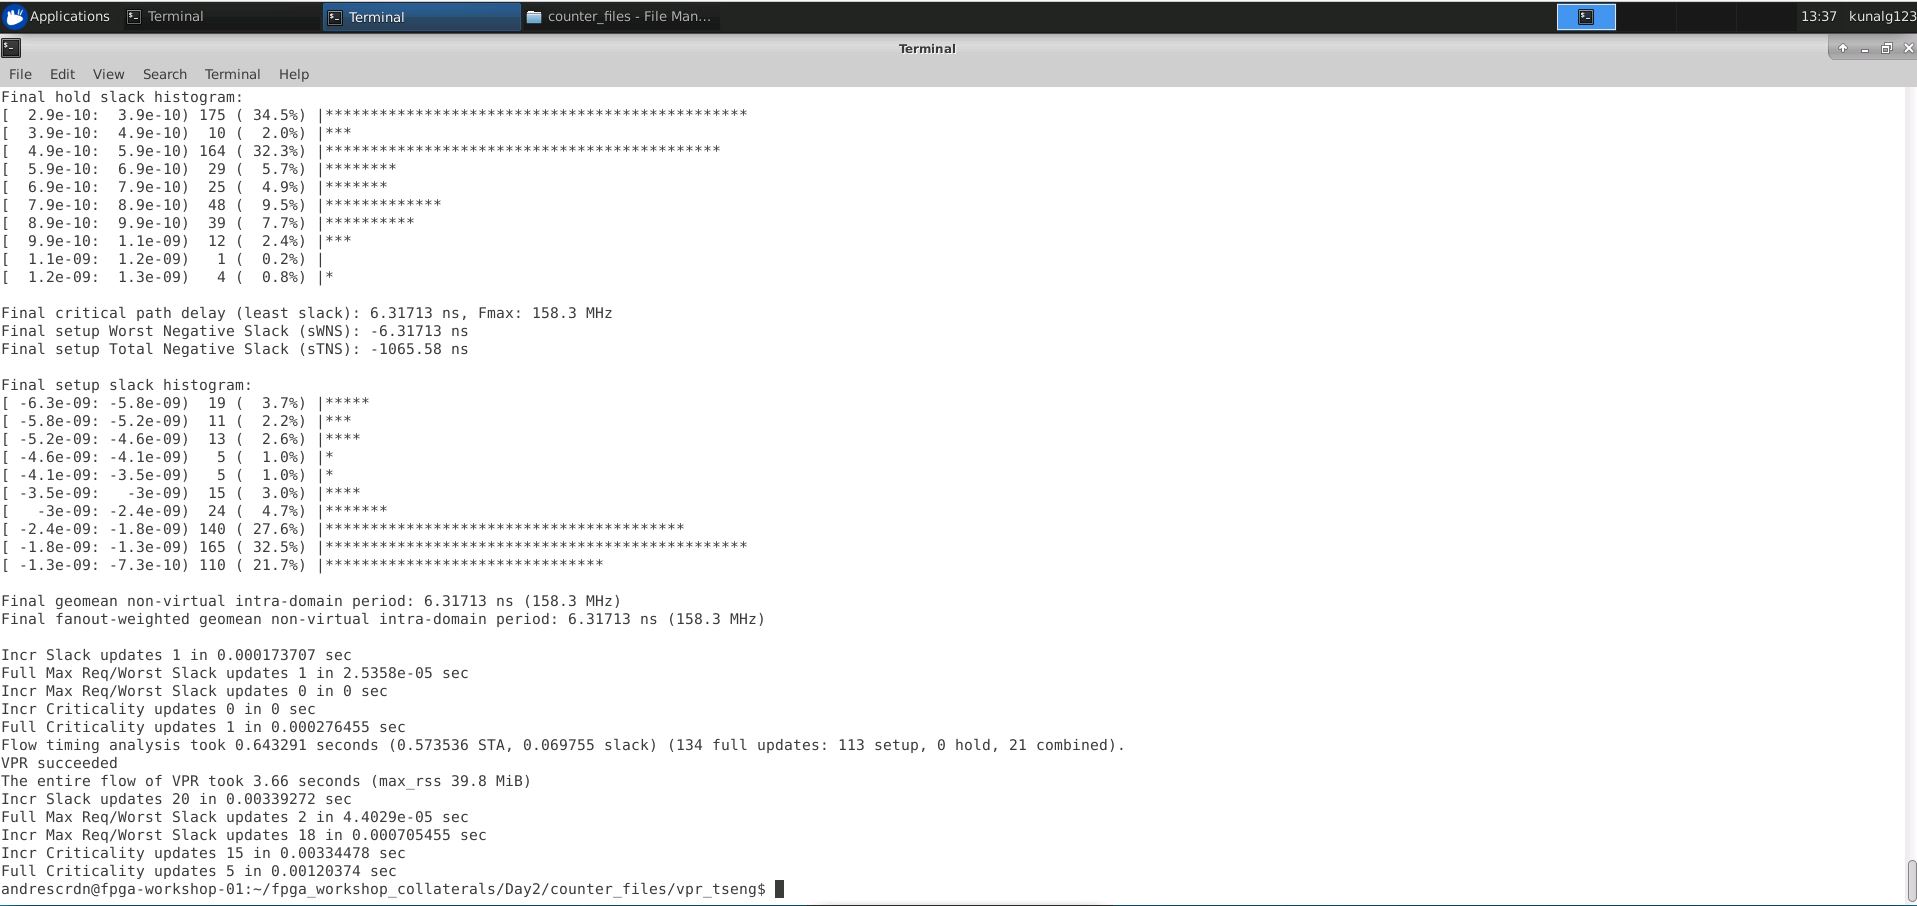 Applications Terminal Terminal counter_files - File Man... 13:37 kunalg123
Terminal
File Edit View Search Terminal Help
Final hold slack histogram:
[  2.9e-10:  3.9e-10) 175 ( 34.5%) |***********************************************
[  3.9e-10:  4.9e-10)  10 (  2.0%) |***
[  4.9e-10:  5.9e-10) 164 ( 32.3%) |********************************************
[  5.9e-10:  6.9e-10)  29 (  5.7%) |********
[  6.9e-10:  7.9e-10)  25 (  4.9%) |*******
[  7.9e-10:  8.9e-10)  48 (  9.5%) |*************
[  8.9e-10:  9.9e-10)  39 (  7.7%) |**********
[  9.9e-10:  1.1e-09)  12 (  2.4%) |***
[  1.1e-09:  1.2e-09)   1 (  0.2%) |
[  1.2e-09:  1.3e-09)   4 (  0.8%) |*
Final critical path delay (least slack): 6.31713 ns, Fmax: 158.3 MHz
Final setup Worst Negative Slack (sWNS): -6.31713 ns
Final setup Total Negative Slack (sTNS): -1065.58 ns
Final setup slack histogram:
[ -6.3e-09: -5.8e-09)  19 (  3.7%) |*****
[ -5.8e-09: -5.2e-09)  11 (  2.2%) |***
[ -5.2e-09: -4.6e-09)  13 (  2.6%) |****
[ -4.6e-09: -4.1e-09)   5 (  1.0%) |*
[ -4.1e-09: -3.5e-09)   5 (  1.0%) |*
[ -3.5e-09:   -3e-09)  15 (  3.0%) |****
[   -3e-09: -2.4e-09)  24 (  4.7%) |*******
[ -2.4e-09: -1.8e-09) 140 ( 27.6%) |****************************************
[ -1.8e-09: -1.3e-09) 165 ( 32.5%) |***********************************************
[ -1.3e-09: -7.3e-10) 110 ( 21.7%) |*******************************
Final geomean non-virtual intra-domain period: 6.31713 ns (158.3 MHz)
Final fanout-weighted geomean non-virtual intra-domain period: 6.31713 ns (158.3 MHz)
Incr Slack updates 1 in 0.000173707 sec
Full Max Req/Worst Slack updates 1 in 2.5358e-05 sec
Incr Max Req/Worst Slack updates 0 in 0 sec
Incr Criticality updates 0 in 0 sec
Full Criticality updates 1 in 0.000276455 sec
Flow timing analysis took 0.643291 seconds (0.573536 STA, 0.069755 slack) (134 full updates: 113 setup, 0 hold, 21 combined).
VPR succeeded
The entire flow of VPR took 3.66 seconds (max_rss 39.8 MiB)
Incr Slack updates 20 in 0.00339272 sec
Full Max Req/Worst Slack updates 2 in 4.4029e-05 sec
Incr Max Req/Worst Slack updates 18 in 0.000705455 sec
Incr Criticality updates 15 in 0.00334478 sec
Full Criticality updates 5 in 0.00120374 sec
andrescrdn@fpga-workshop-01:~/fpga_workshop_collaterals/Day2/counter_files/vpr_tseng$